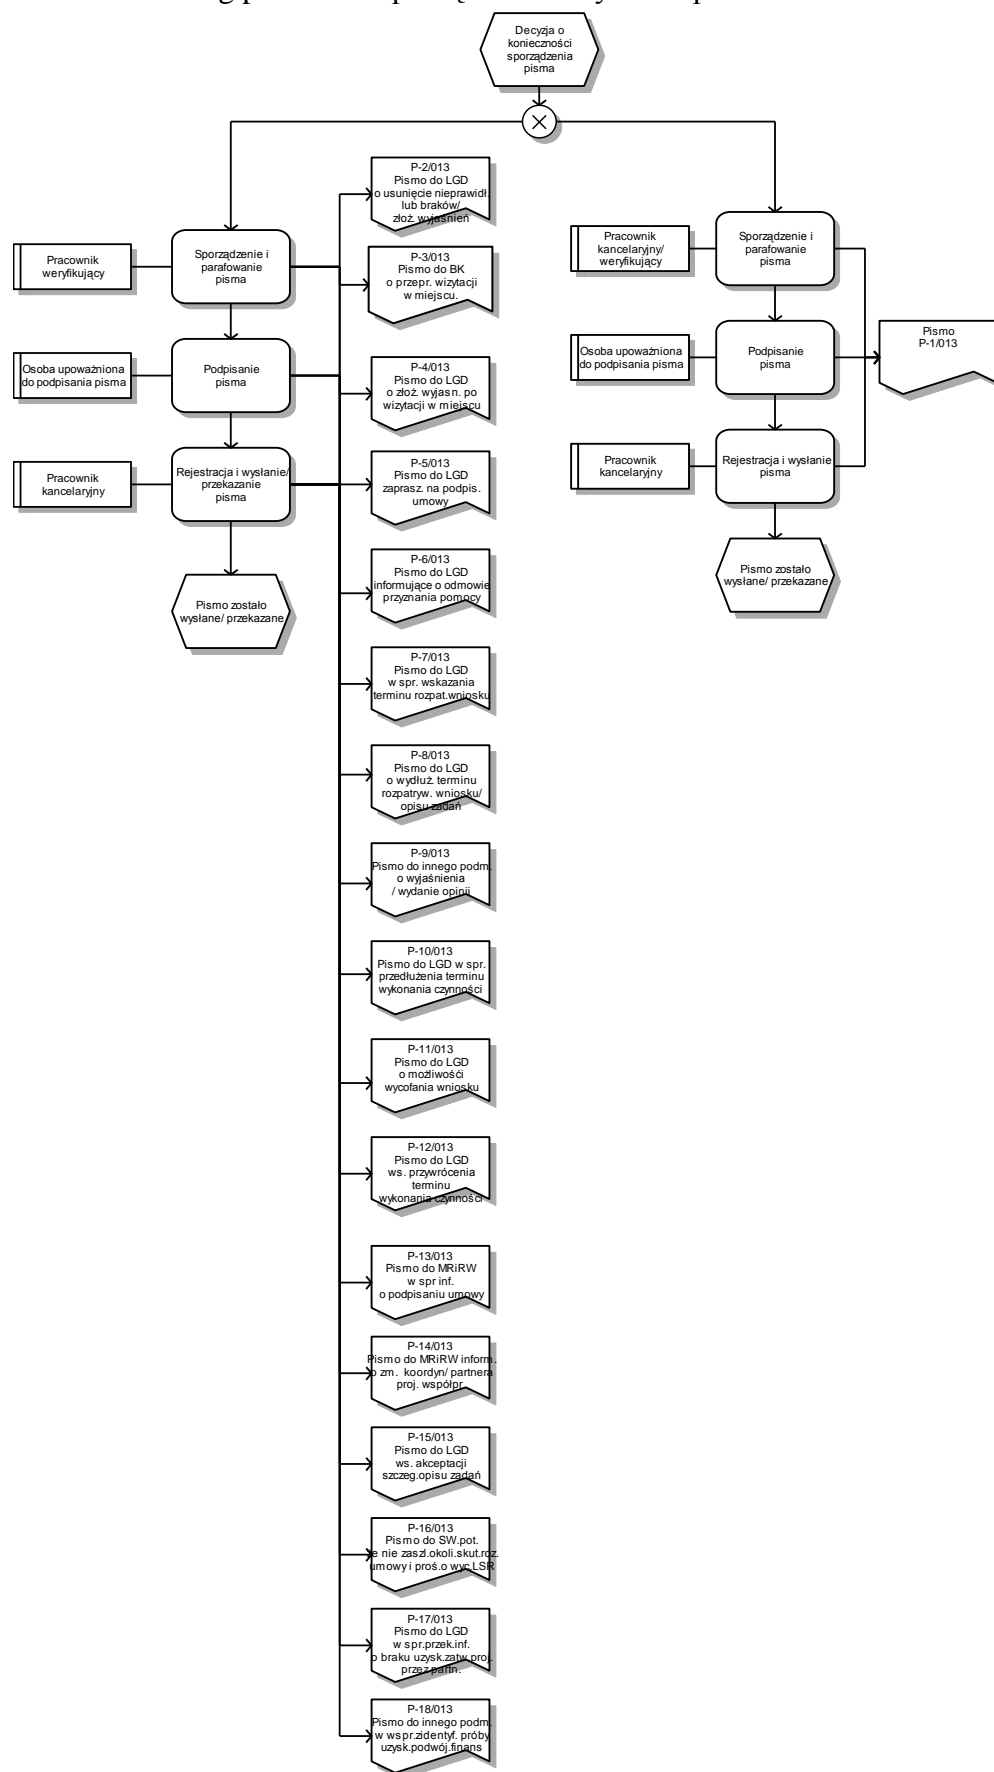 Decyzja o
konieczności
sporządzenia
pisma
Pracownik
weryfikujący
Sporządzenie i
parafowanie
pisma
Osoba upoważniona
do podpisania pisma
Podpisanie
pisma
Pracownik
kancelaryjny
Rejestracja i wysłanie/
przekazanie
pisma
Pismo zostało
wysłane/ przekazane
P-2/013
Pismo do LGD
o usunięcie nieprawidł.
lub braków/
złoż. wyjaśnień
P-3/013
Pismo do BK
o przepr. wizytacji
w miejscu.
P-4/013
Pismo do LGD
o złoż. wyjasn. po
wizytacji w miejscu
P-5/013
Pismo do LGD
zaprasz. na podpis.
umowy
P-6/013
Pismo do LGD
informujące o odmowie
przyznania pomocy
P-7/013
Pismo do LGD
w spr. wskazania
terminu rozpat.wniosku
P-8/013
Pismo do LGD
o wydłuż. terminu
rozpatryw. wniosku/
opisu zadań
P-9/013
Pismo do innego podm.
o wyjaśnienia
/ wydanie opinii
P-10/013
Pismo do LGD w spr.
przedłużenia terminu
wykonania czynności
P-11/013
Pismo do LGD
o możliwośći
wycofania wniosku
P-12/013
Pismo do LGD
ws. przywrócenia
terminu
wykonania czynności
P-13/013
Pismo do MRiRW
w spr inf.
o podpisaniu umowy
P-14/013
Pismo do MRiRW inform.
o zm. koordyn/ partnera
proj. współpr.
P-15/013
Pismo do LGD
ws. akceptacji
szczeg.opisu zadań
P-16/013
Pismo do SW.pot.
że nie zaszl.okoli.skut.roz.
umowy i proś.o wyc.LSR
P-17/013
Pismo do LGD
w spr.przek.inf.
o braku uzysk.zatw.proj.
przez partn.
P-18/013
Pismo do innego podm.
w wspr.zidentyf. próby
uzysk.podwój.finans
Pracownik
kancelaryjny/
weryfikujący
Sporządzenie i
parafowanie
pisma
Osoba upoważniona
do podpisania pisma
Podpisanie
pisma
Pracownik
kancelaryjny
Rejestracja i wysłanie
pisma
Pismo zostało
wysłane/ przekazane
Pismo
P-1/013